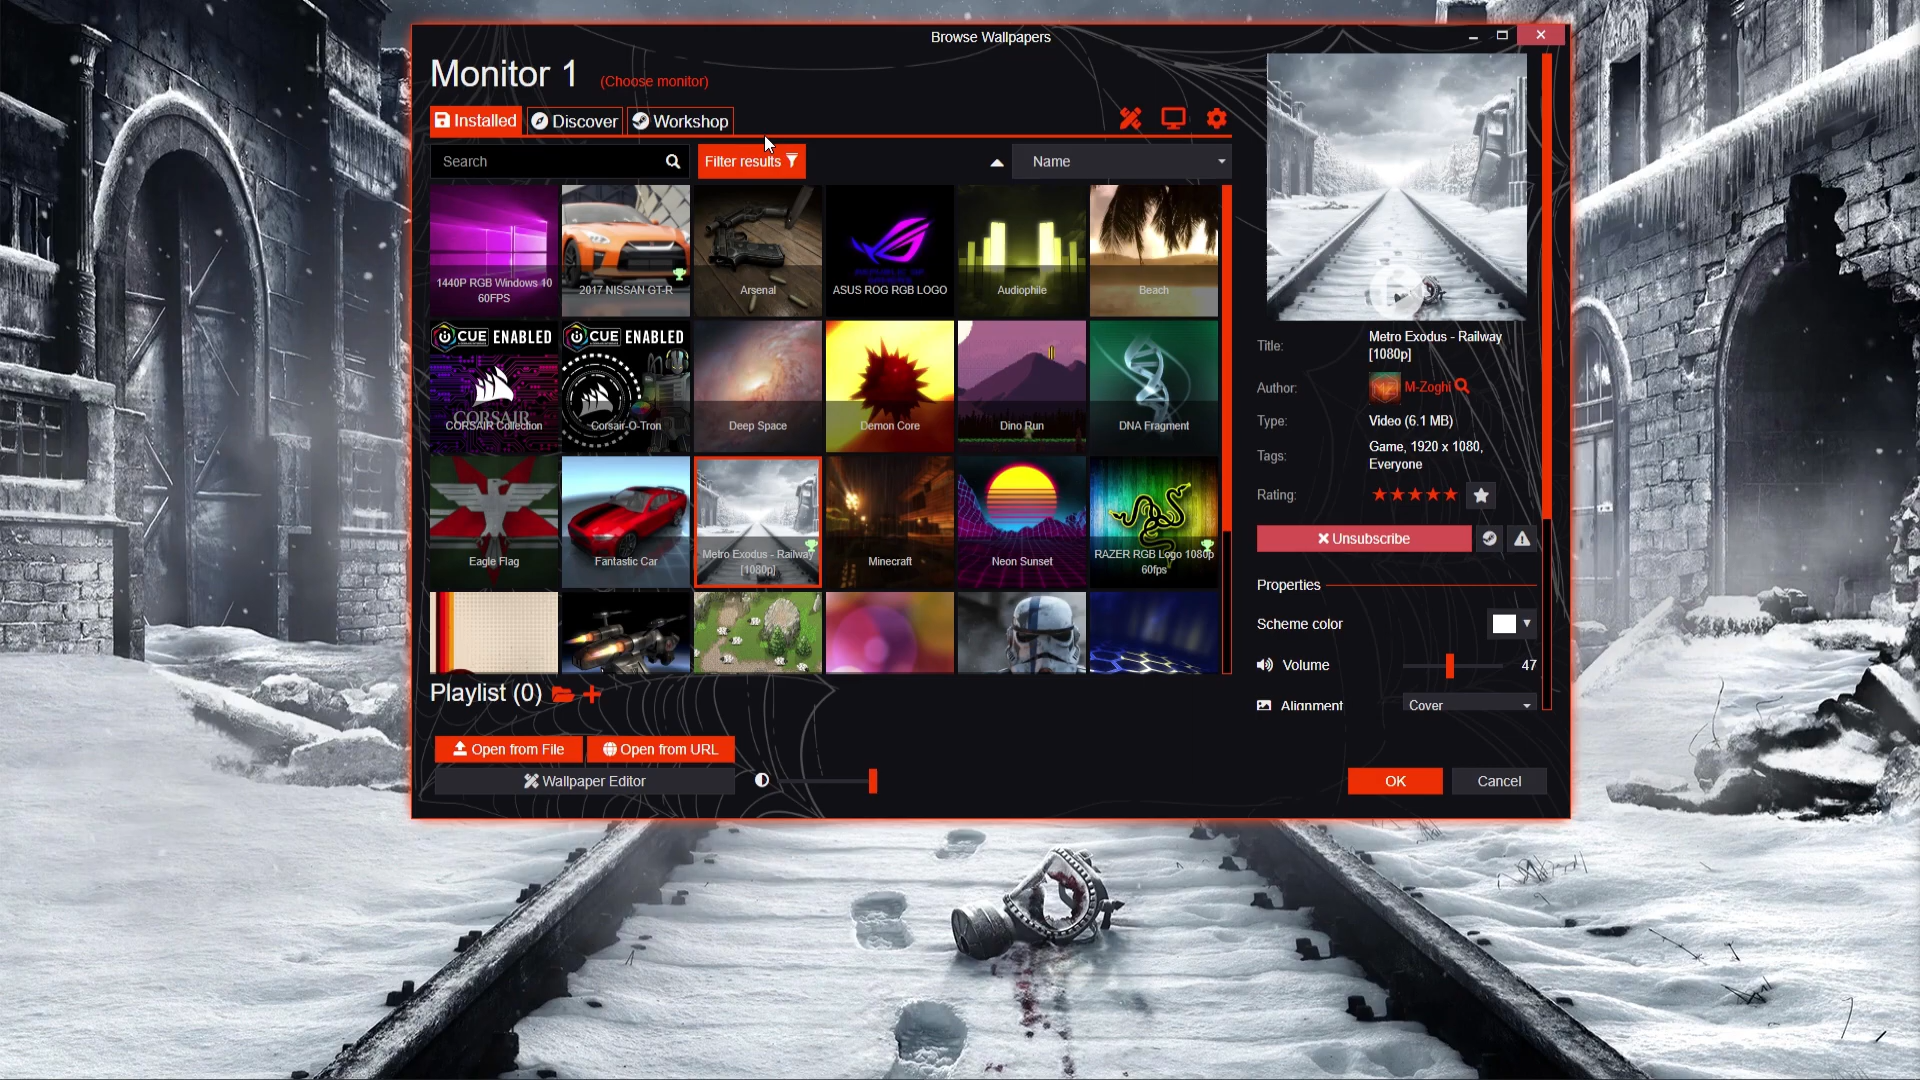 Browse Wallpapers
Monitor 1 (Choose monitor)
Installed Discover Workshop
Search Filter results Name
1440P RGB Windows 10
60FPS
2017 NISSAN GT-R
Arsenal
ASUS ROG RGB LOGO
Audiophile
Beach
CUE ENABLED
CORSAIR
CORSAIR Collection
CUE ENABLED
Corsair-O-Tron
Deep Space
Demon Core
Dino Run
DNA Fragment
Eagle Flag
Fantastic Car
Metro Exodus - Railway
[1080p]
Minecraft
Neon Sunset
RAZER RGB Logo 1080p
60fps
Playlist (0)
Open from File Open from URL
Wallpaper Editor
Title: Metro Exodus - Railway
[1080p]
Author: M-Zoghi
Type: Video (6.1 MB)
Tags: Game, 1920 x 1080,
Everyone
Rating:
Unsubscribe
Properties
Scheme color
Volume 47
Alignment Cover
OK Cancel